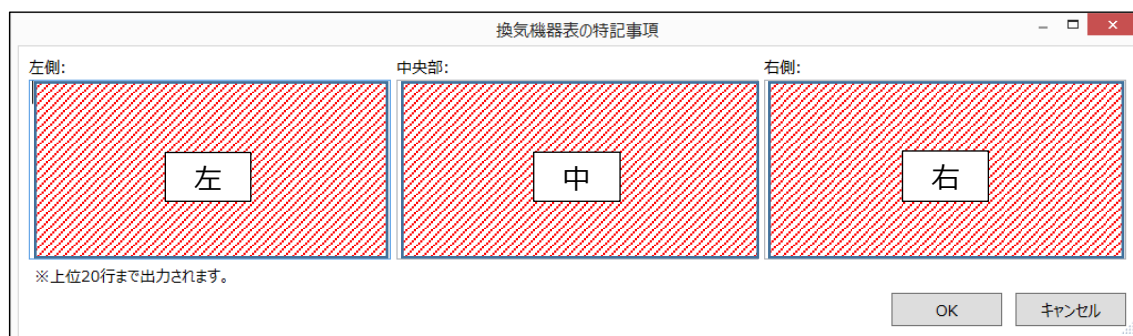 換気機器表の特記事項
左側:
中央部:
右側:
左
中
右
※上位20行まで出力されます。
OK
キャンセル